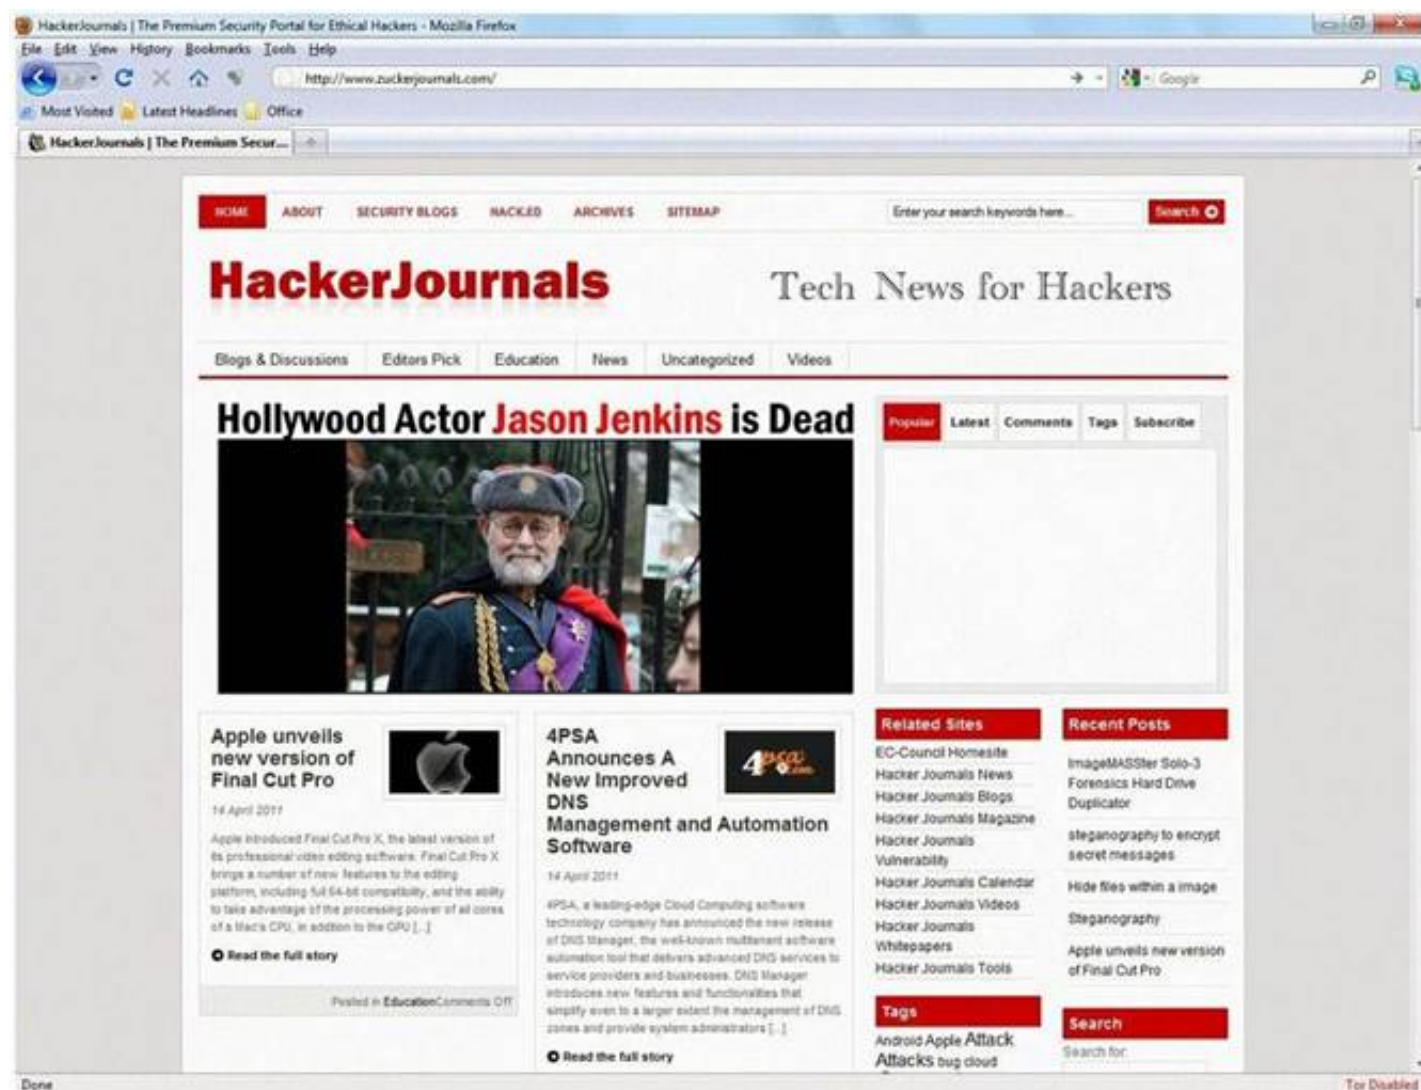 HackerJournals | The Premium Security Portal for Ethical Hackers - Mozilla Firefox
File Edit View History Bookmarks Tools Help
http://www.zuckerjournals.com/
Google
Most Visited Latest Headlines Office
HackerJournals | The Premium Secur...
HOME ABOUT SECURITY BLOGS HACKED ARCHIVES SITEMAP
Enter your search keywords here...
Search
HackerJournals
Tech News for Hackers
Blogs & Discussions Editors Pick Education News Uncategorized Videos
Hollywood Actor Jason Jenkins is Dead
Popular Latest Comments Tags Subscribe
Apple unveils
new version of
Final Cut Pro
14 April 2011
Apple introduced Final Cut Pro X, the latest version of
its professional video editing software. Final Cut Pro X
brings a number of new features to the editing
platform, including full 64-bit compatibility, and the ability
to take advantage of the processing power of all cores
of a Mac's CPU, in addition to the GPU [...]
Read the full story
Posted in EducationComments Off
4PSA
Announces A
New Improved
DNS
Management and Automation
Software
4psa.com
14 April 2011
4PSA, a leading-edge Cloud Computing software
technology company has announced the new release
of DNS Manager, the well-known multitenant software
automation tool that delivers advanced DNS services to
service providers and businesses. DNS Manager
introduces new features and functionalities that
simplify even to a larger extent the management of DNS
zones and provide system administrators [...]
Read the full story
Related Sites
EC-Council Homesite
Hacker Journals News
Hacker Journals Blogs
Hacker Journals Magazine
Hacker Journals
Vulnerability
Hacker Journals Calendar
Hacker Journals Videos
Hacker Journals
Whitepapers
Hacker Journals Tools
Tags
Android Apple Attack
Attacks bug cloud
Recent Posts
ImageMASSter Solo-3
Forensics Hard Drive
Duplicator
steganography to encrypt
secret messages
Hide files within a image
Steganography
Apple unveils new version
of Final Cut Pro
Search
Search for:
Done
Tor Disabled